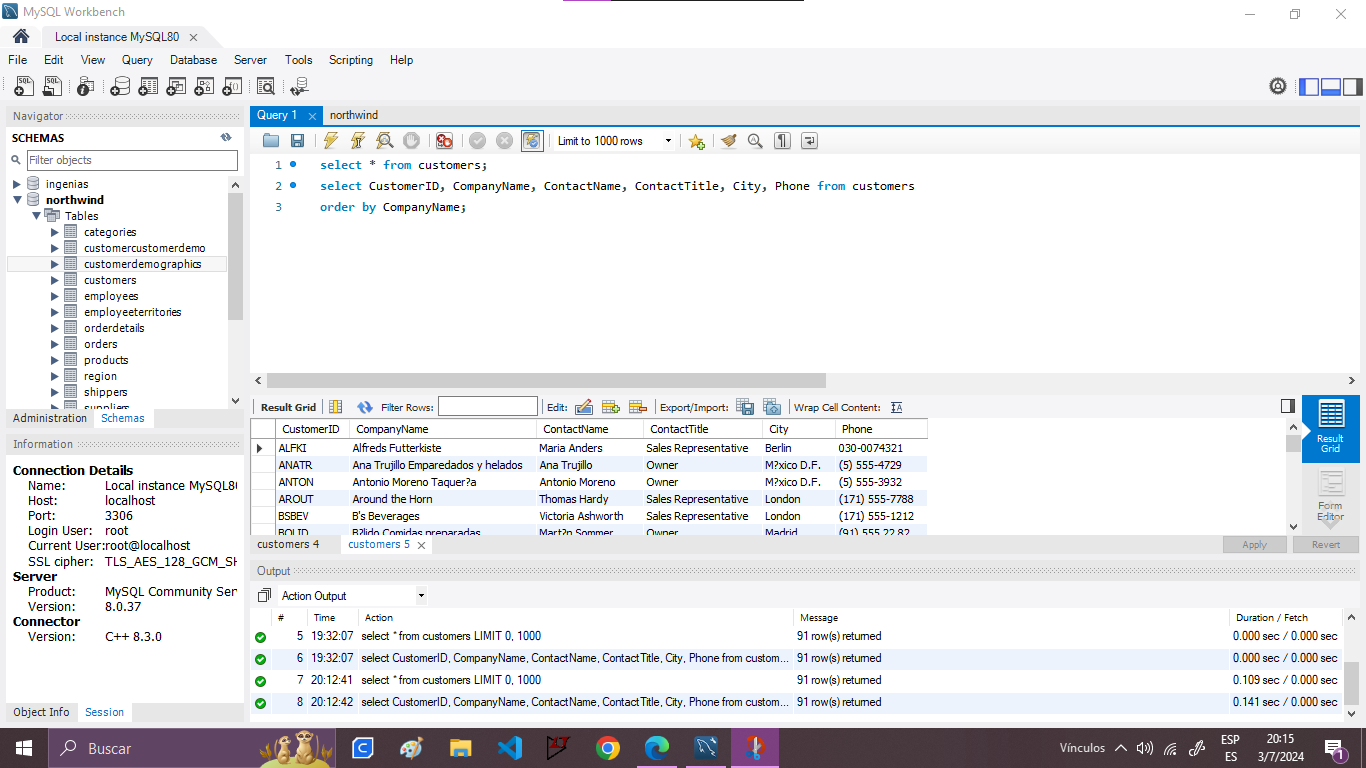 MySQL Workbench
Local instance MySQL80
File Edit View Query Database Server Tools Scripting Help
Navigator
SCHEMAS
Filter objects
ingenias
northwind
Tables
categories
customercustomerdemo
customerdemographics
customers
employees
employeeterritories
orderdetails
orders
products
region
shippers
suppliers
Administration Schemas
Information
Connection Details
Name: Local instance MySQL8
Host: localhost
Port: 3306
Login User: root
Current User: root@localhost
SSL cipher: TLS_AES_128_GCM_SH
Server
Product: MySQL Community Ser
Version: 8.0.37
Connector
Version: C++ 8.3.0
Object Info Session
Query 1 northwind
Limit to 1000 rows
1 select * from customers;
2 select CustomerID, CompanyName, ContactName, ContactTitle, City, Phone from customers
3 order by CompanyName;
Result Grid Filter Rows: Edit: Export/Import: Wrap Cell Content: IA
CustomerID CompanyName ContactName ContactTitle City Phone
ALFKI Alfreds Futterkiste Maria Anders Sales Representative Berlin 030-0074321
ANATR Ana Trujillo Emparedados y helados Ana Trujillo Owner M?xico D.F. (5) 555-4729
ANTON Antonio Moreno Taquer?a Antonio Moreno Owner M?xico D.F. (5) 555-3932
AROUT Around the Horn Thomas Hardy Sales Representative London (171) 555-7788
BSBEV B's Beverages Victoria Ashworth Sales Representative London (171) 555-1212
BOLID B?lido Comidas preparadas Mart?n Sommer Owner Madrid (91) 555 22 82
Result
Grid
Form
Editor
customers 4 customers 5 Apply Revert
Output
Action Output
# Time Action Message Duration / Fetch
5 19:32:07 select * from customers LIMIT 0, 1000 91 row(s) returned 0.000 sec / 0.000 sec
6 19:32:07 select CustomerID, CompanyName, ContactName, ContactTitle, City, Phone from custom... 91 row(s) returned 0.000 sec / 0.000 sec
7 20:12:41 select * from customers LIMIT 0, 1000 91 row(s) returned 0.109 sec / 0.000 sec
8 20:12:42 select CustomerID, CompanyName, ContactName, ContactTitle, City, Phone from custom... 91 row(s) returned 0.141 sec / 0.000 sec
Buscar
Vínculos
ESP
ES
20:15
3/7/2024
1